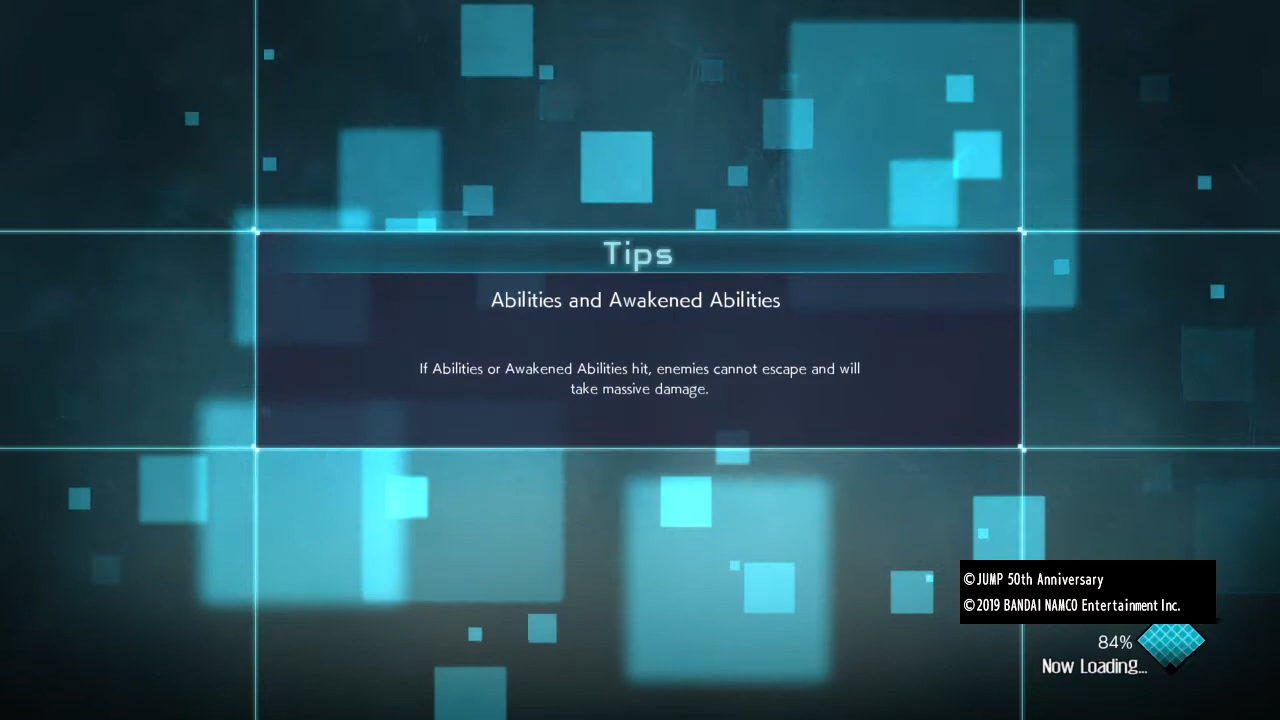 Tips
Abilities and Awakened Abilities
If Abilities or Awakened Abilities hit, enemies cannot escape and will
take massive damage.
©JUMP 50th Anniversary
©2019 BANDAI NAMCO Entertainment Inc.
84%
Now Loading...